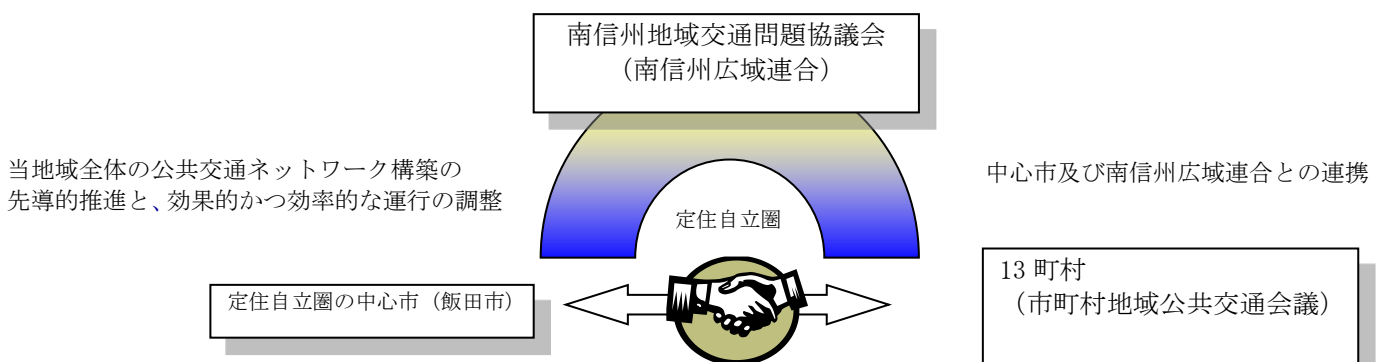 南信州地域交通問題協議会
（南信州広域連合）
当地域全体の公共交通ネットワーク構築の
先導的推進と、効果的かつ効率的な運行の調整
中心市及び南信州広域連合との連携
定住自立圏
定住自立圏の中心市（飯田市）
13 町村
（市町村地域公共交通会議）